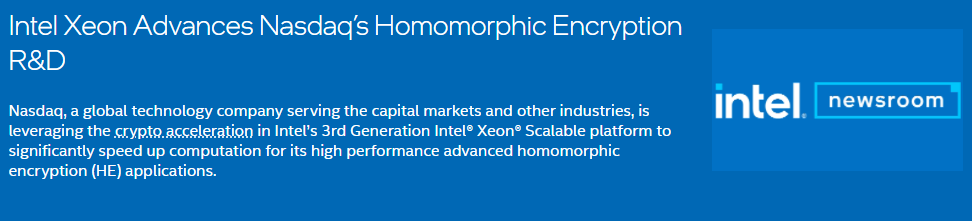 Intel Xeon Advances Nasdaq's Homomorphic Encryption
R&D
Nasdaq, a global technology company serving the capital markets and other industries, is
leveraging the crypto acceleration in Intel's 3rd Generation Intel® Xeon® Scalable platform to
significantly speed up computation for its high performance advanced homomorphic
encryption (HE) applications.
intel. newsroom